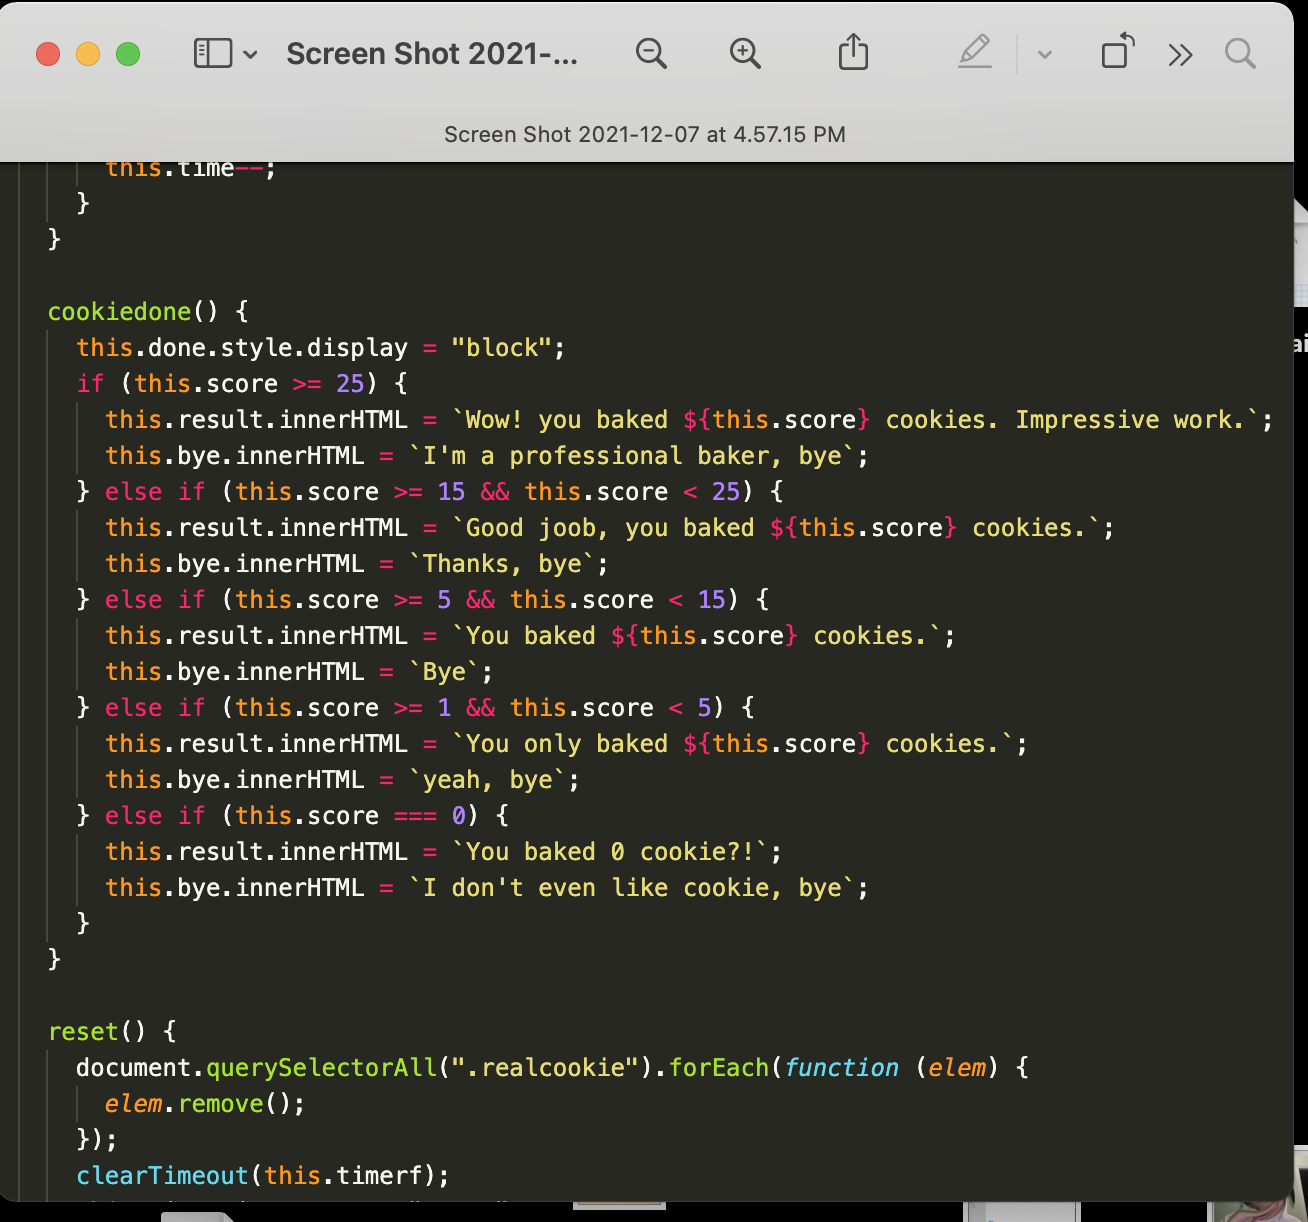 Screen Shot 2021-...
Screen Shot 2021-12-07 at 4.57.15 PM
this.time--;
}
}
cookiedone() {
this.done.style.display = "block";
if (this.score >= 25) {
this.result.innerHTML = `Wow! you baked ${this.score} cookies. Impressive work.`;
this.bye.innerHTML = `I'm a professional baker, bye`;
} else if (this.score >= 15 && this.score < 25) {
this.result.innerHTML = `Good joob, you baked ${this.score} cookies.`;
this.bye.innerHTML = `Thanks, bye`;
} else if (this.score >= 5 && this.score < 15) {
this.result.innerHTML = `You baked ${this.score} cookies.`;
this.bye.innerHTML = `Bye`;
} else if (this.score >= 1 && this.score < 5) {
this.result.innerHTML = `You only baked ${this.score} cookies.`;
this.bye.innerHTML = `yeah, bye`;
} else if (this.score === 0) {
this.result.innerHTML = `You baked 0 cookie?!`;
this.bye.innerHTML = `I don't even like cookie, bye`;
}
}
reset() {
document.querySelectorAll(".realcookie").forEach(function (elem) {
elem.remove();
});
clearTimeout(this.timerf);